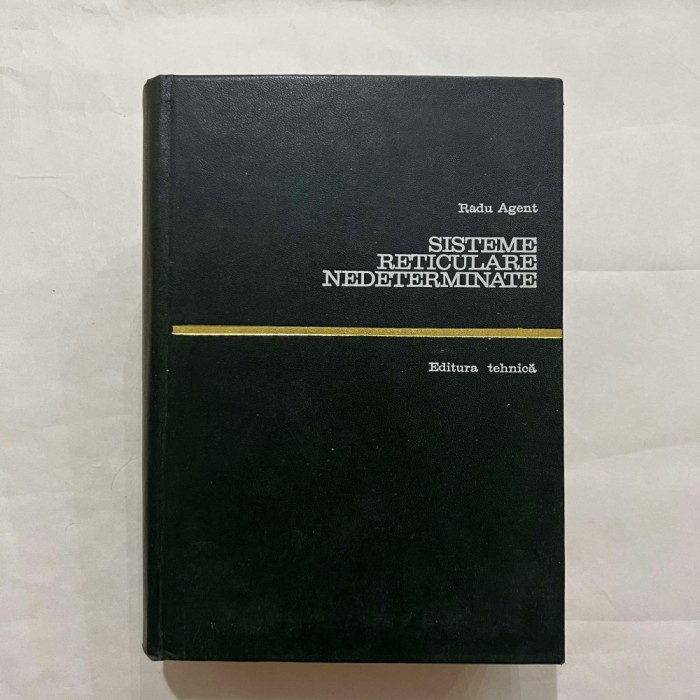 Radu Agent
SISTEME
RETICULARE
NEDETERMINATE
Editura tehnică